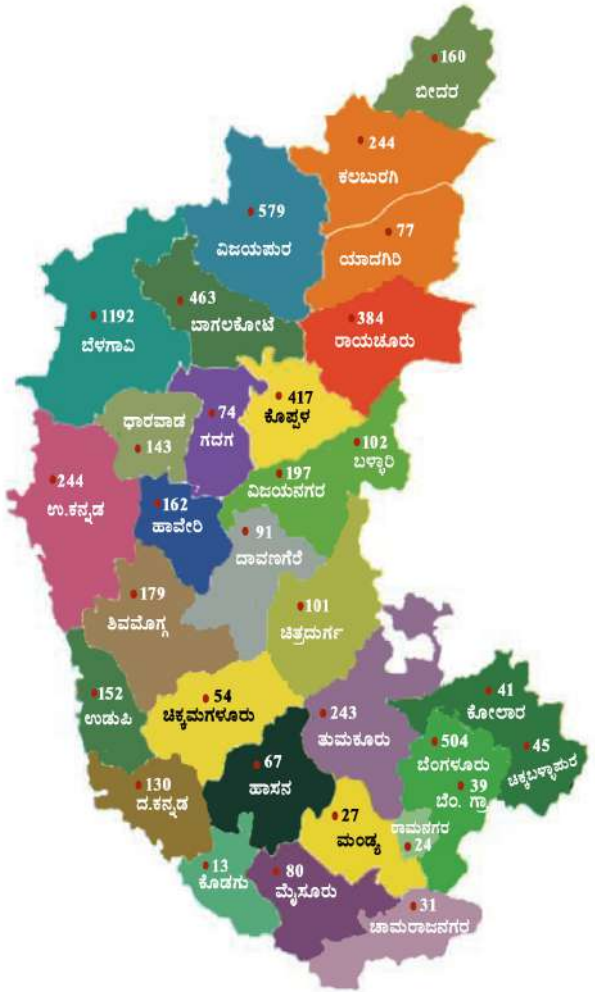 160
ಬೀದರ
244
ಕಲಬುರಗಿ
579
ವಿಜಯಪುರ
77
ಯಾದಗಿರಿ
463
ಬಾಗಲಕೋಟೆ
1192
ಬೆಳಗಾವಿ
384
ರಾಯಚೂರು
417
ಕೊಪ್ಪಳ
74
ಗದಗ
ಧಾರವಾಡ
143
102
ಬಳ್ಳಾರಿ
197
ವಿಜಯನಗರ
244
ಉ.ಕನ್ನಡ
162
ಹಾವೇರಿ
91
ದಾವಣಗೆರೆ
179
ಶಿವಮೊಗ್ಗ
101
ಚಿತ್ರದುರ್ಗ
152
ಉಡುಪಿ
54
ಚಿಕ್ಕಮಗಳೂರು
243
ತುಮಕೂರು
41
ಕೋಲಾರ
504
ಬೆಂಗಳೂರು
45
ಚಿಕ್ಕಬಳ್ಳಾಪುರ
39
ಬೆಂ. ಗ್ರಾ
67
ಹಾಸನ
130
ದ.ಕನ್ನಡ
27
ಮಂಡ್ಯ
ರಾಮನಗರ
24
13
ಕೊಡಗು
80
ಮೈಸೂರು
31
ಚಾಮರಾಜನಗರ